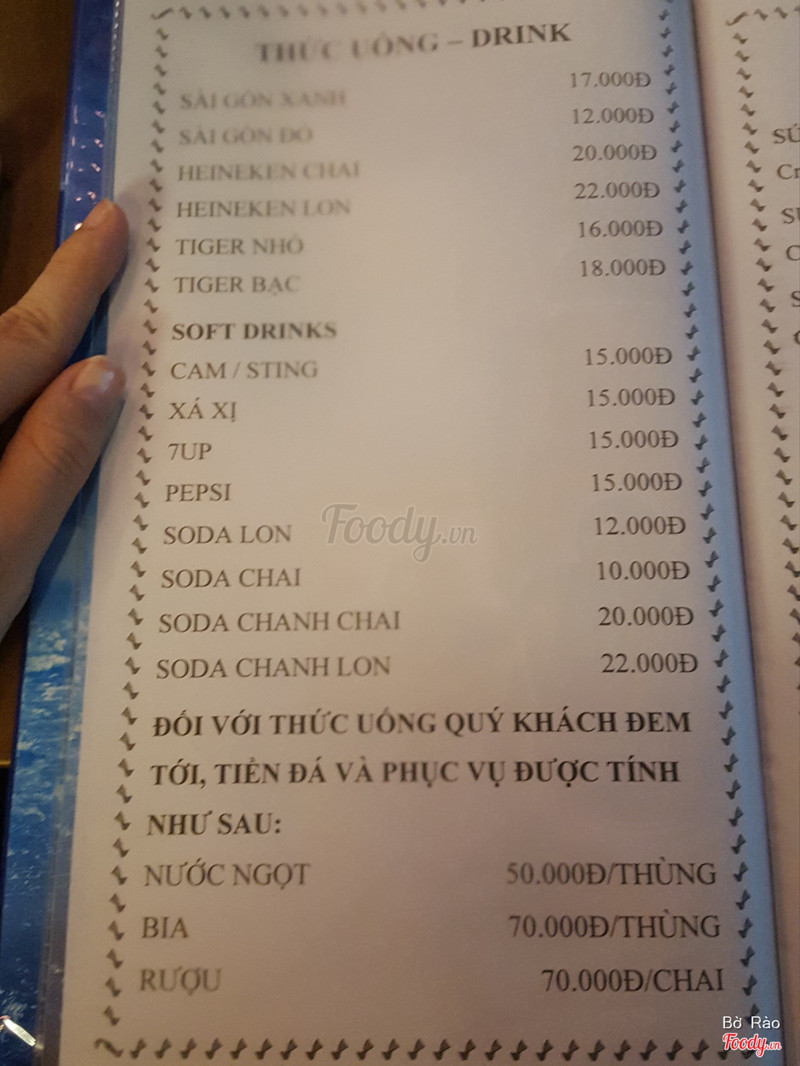 THỨC UỐNG – DRINK
SÀI GÒN XANH 17.000Đ
SÀI GÒN ĐỎ 12.000Đ
HEINEKEN CHAI 20.000Đ
HEINEKEN LON 22.000Đ
TIGER NHỎ 16.000Đ
TIGER BẠC 18.000Đ
SOFT DRINKS
CAM / STING 15.000Đ
XÁ XỊ 15.000Đ
7UP 15.000Đ
PEPSI 15.000Đ
SODA LON 12.000Đ
SODA CHAI 10.000Đ
SODA CHANH CHAI 20.000Đ
SODA CHANH LON 22.000Đ
ĐỐI VỚI THỨC UỐNG QUÝ KHÁCH ĐEM
TỚI, TIỀN ĐÁ VÀ PHỤC VỤ ĐƯỢC TÍNH
NHƯ SAU:
NƯỚC NGỌT 50.000Đ/THÙNG
BIA 70.000Đ/THÙNG
RƯỢU 70.000Đ/CHAI
Foody.vn
Bờ Rào
Foody.vn